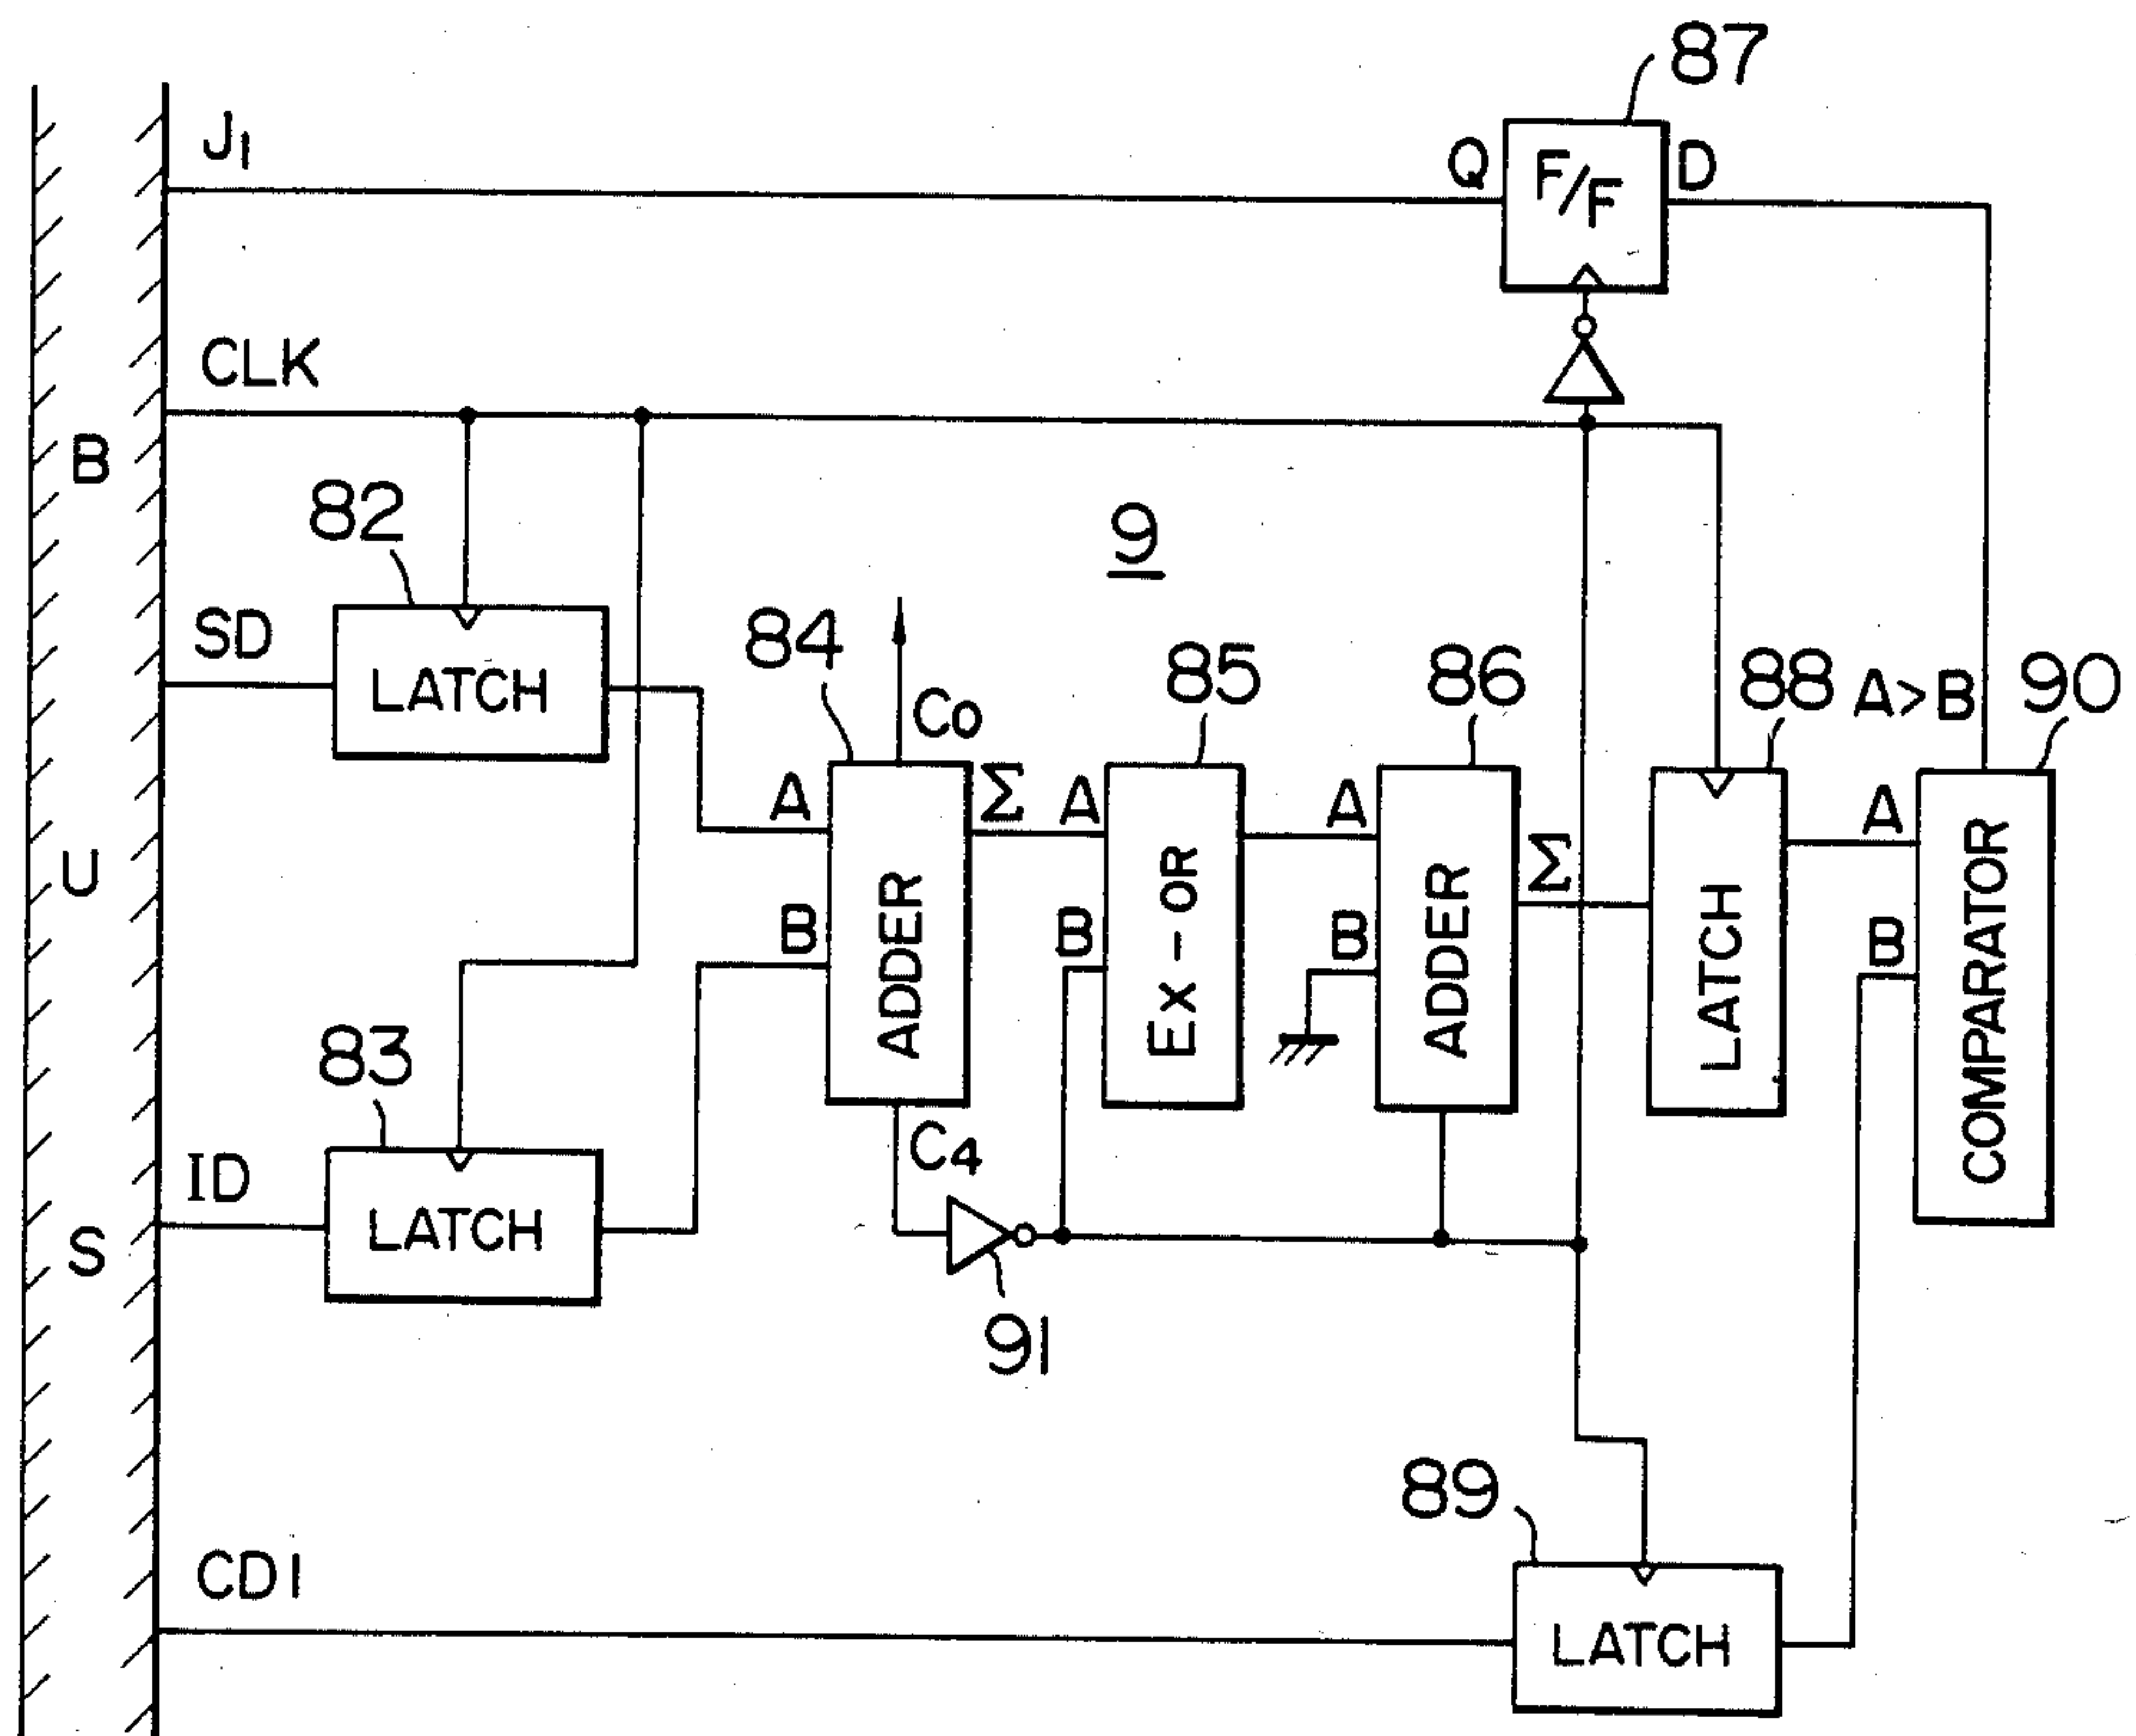 87
J1
Q
F/F
D
CLK
B
82
9
SD
LATCH
84
Co
85
86
88
A>B
90
A
Σ
A
A
A
U
ADDER
Ex-OR
ADDER
Σ
LATCH
COMPARATOR
B
B
B
B
83
C4
ID
LATCH
S
91
89
CD1
LATCH